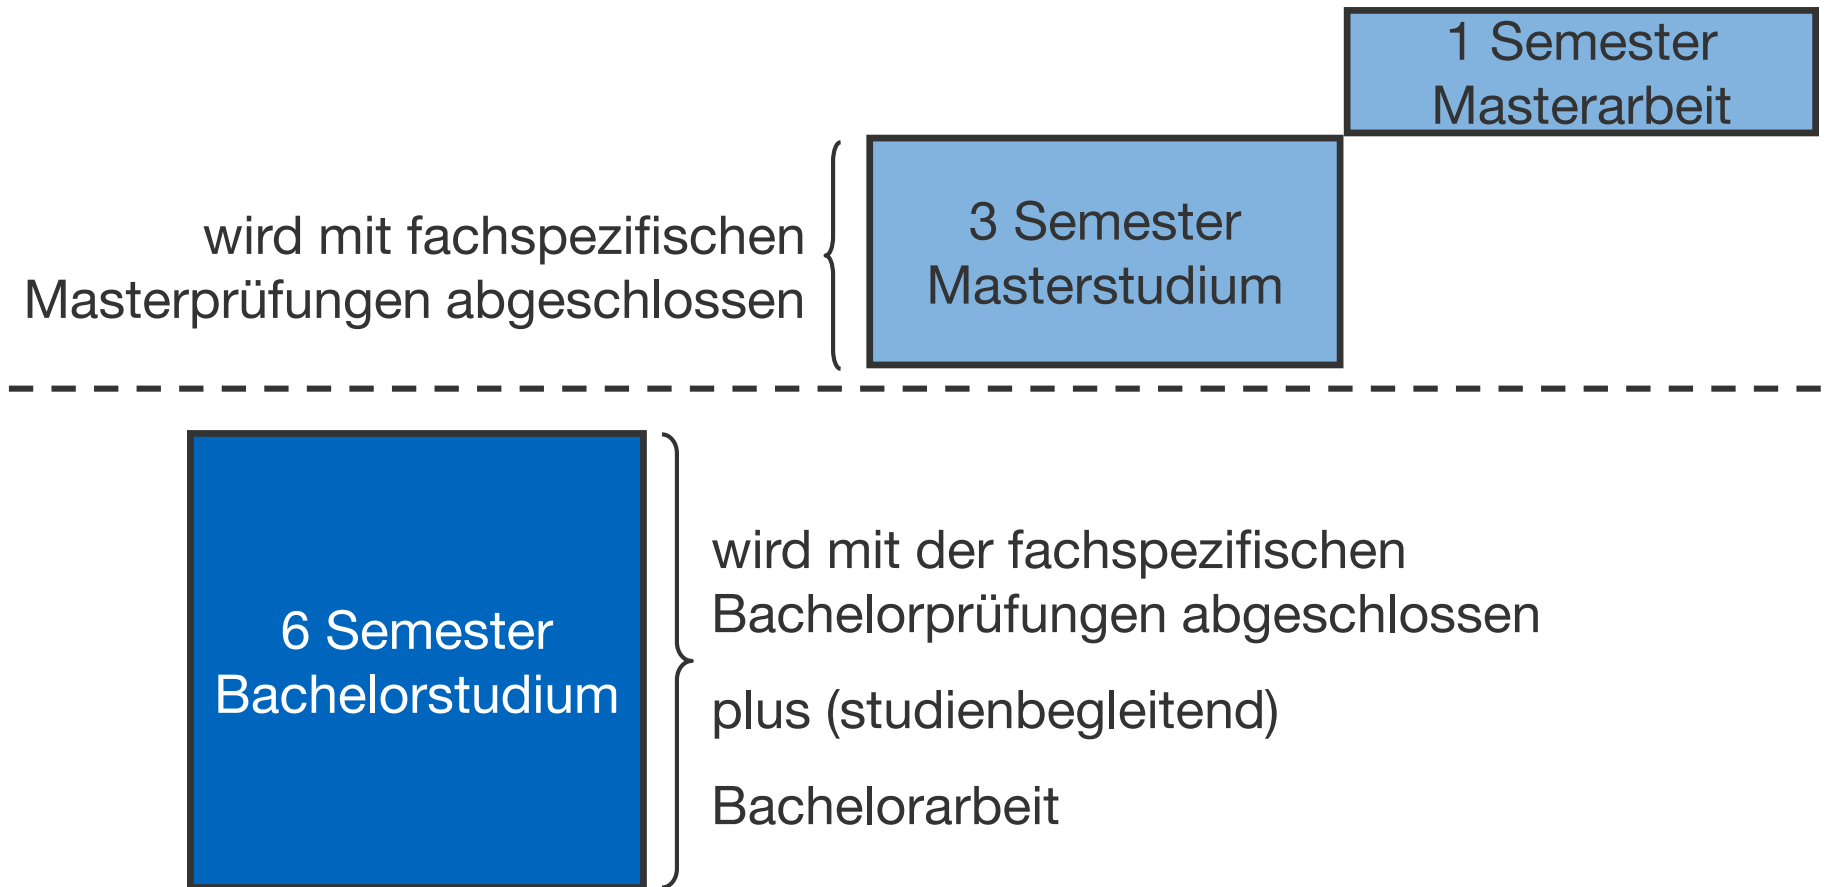 1 Semester
Masterarbeit
wird mit fachspezifischen
Masterprüfungen abgeschlossen
3 Semester
Masterstudium
6 Semester
Bachelorstudium
wird mit der fachspezifischen
Bachelorprüfungen abgeschlossen
plus (studienbegleitend)
Bachelorarbeit